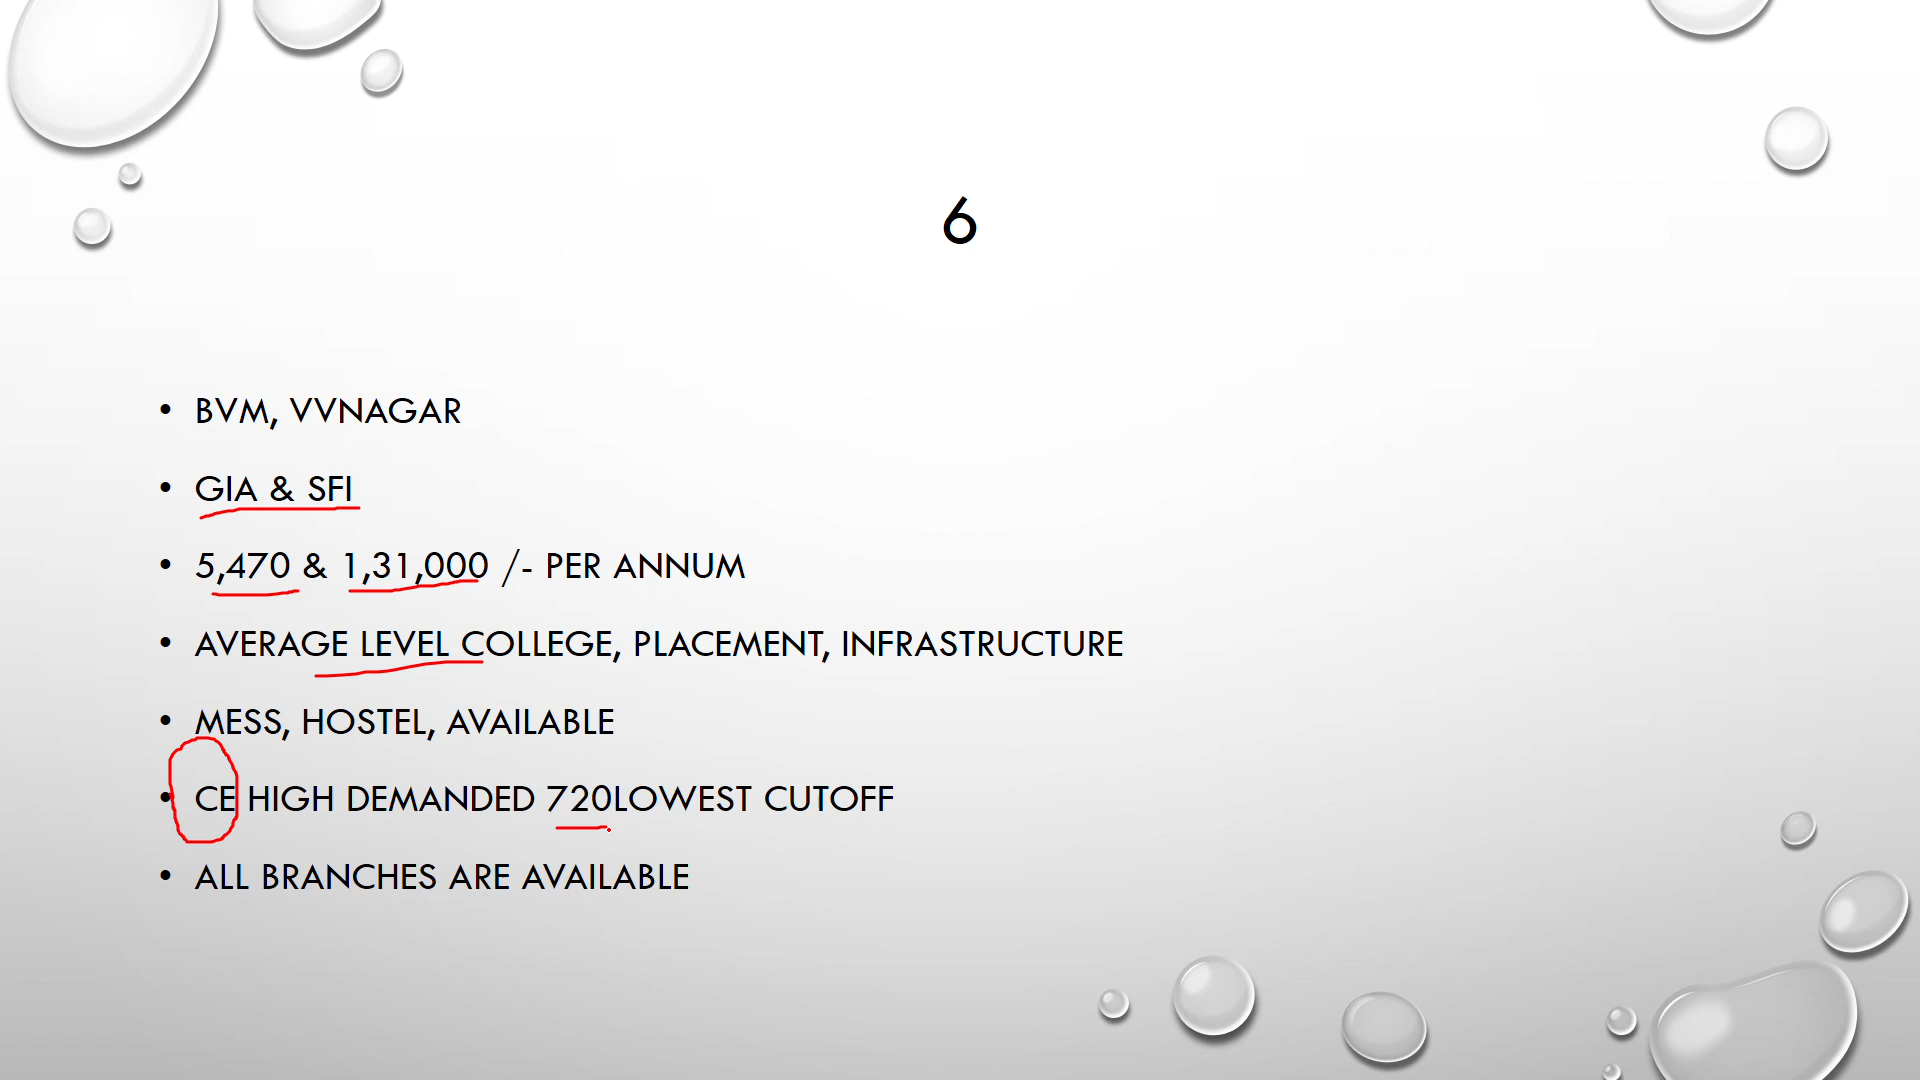 6
• BVM, VVNAGAR
• GIA & SFI
• 5,470 & 1,31,000 /- PER ANNUM
• AVERAGE LEVEL COLLEGE, PLACEMENT, INFRASTRUCTURE
• MESS, HOSTEL, AVAILABLE
• CE HIGH DEMANDED 720LOWEST CUTOFF
• ALL BRANCHES ARE AVAILABLE